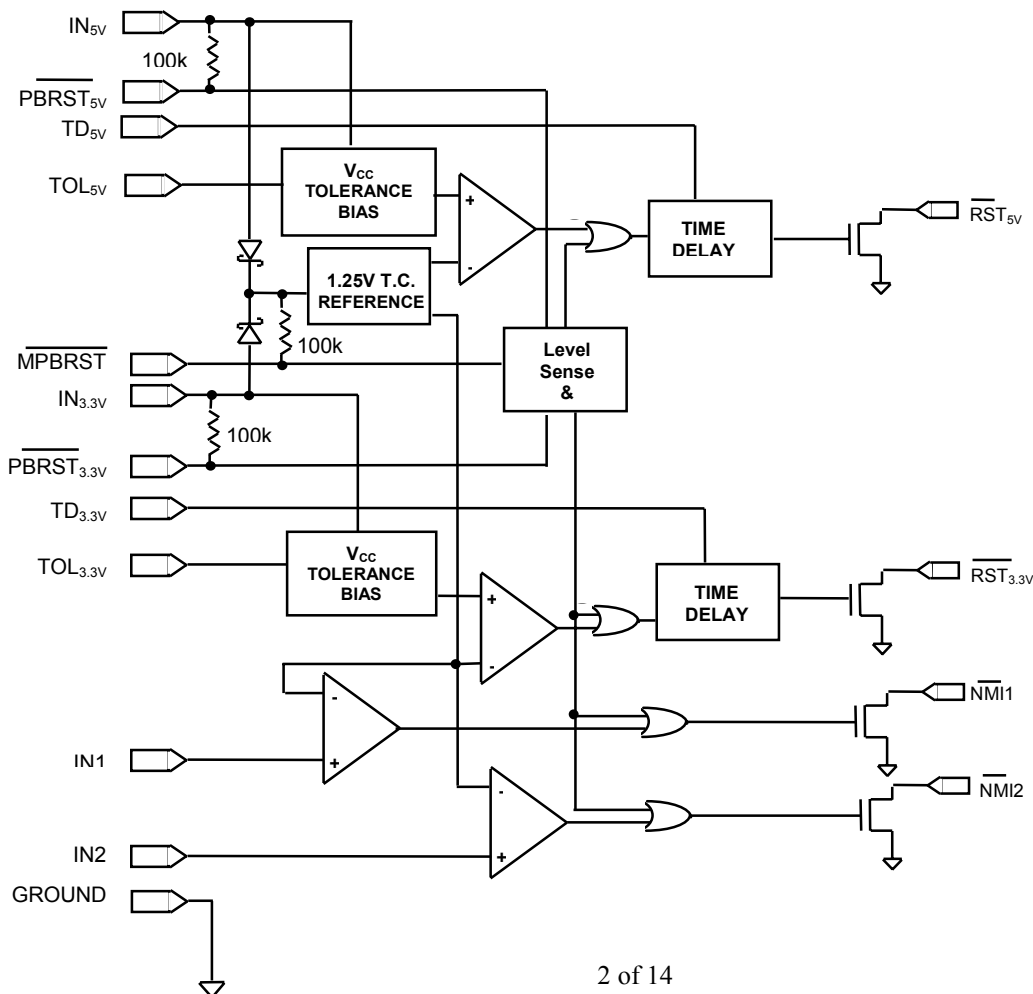 IN5V
100k
PBRST5V
TD5V
TOL5V
VCC
TOLERANCE
BIAS
+
-
TIME
DELAY
RST5V
1.25V T.C.
REFERENCE
100k
MPBRST
Level
Sense
&
IN3.3V
100k
PBRST3.3V
TD3.3V
TOL3.3V
VCC
TOLERANCE
BIAS
+
-
TIME
DELAY
RST3.3V
-
+
NMI1
IN1
-
+
NMI2
IN2
GROUND
2 of 14